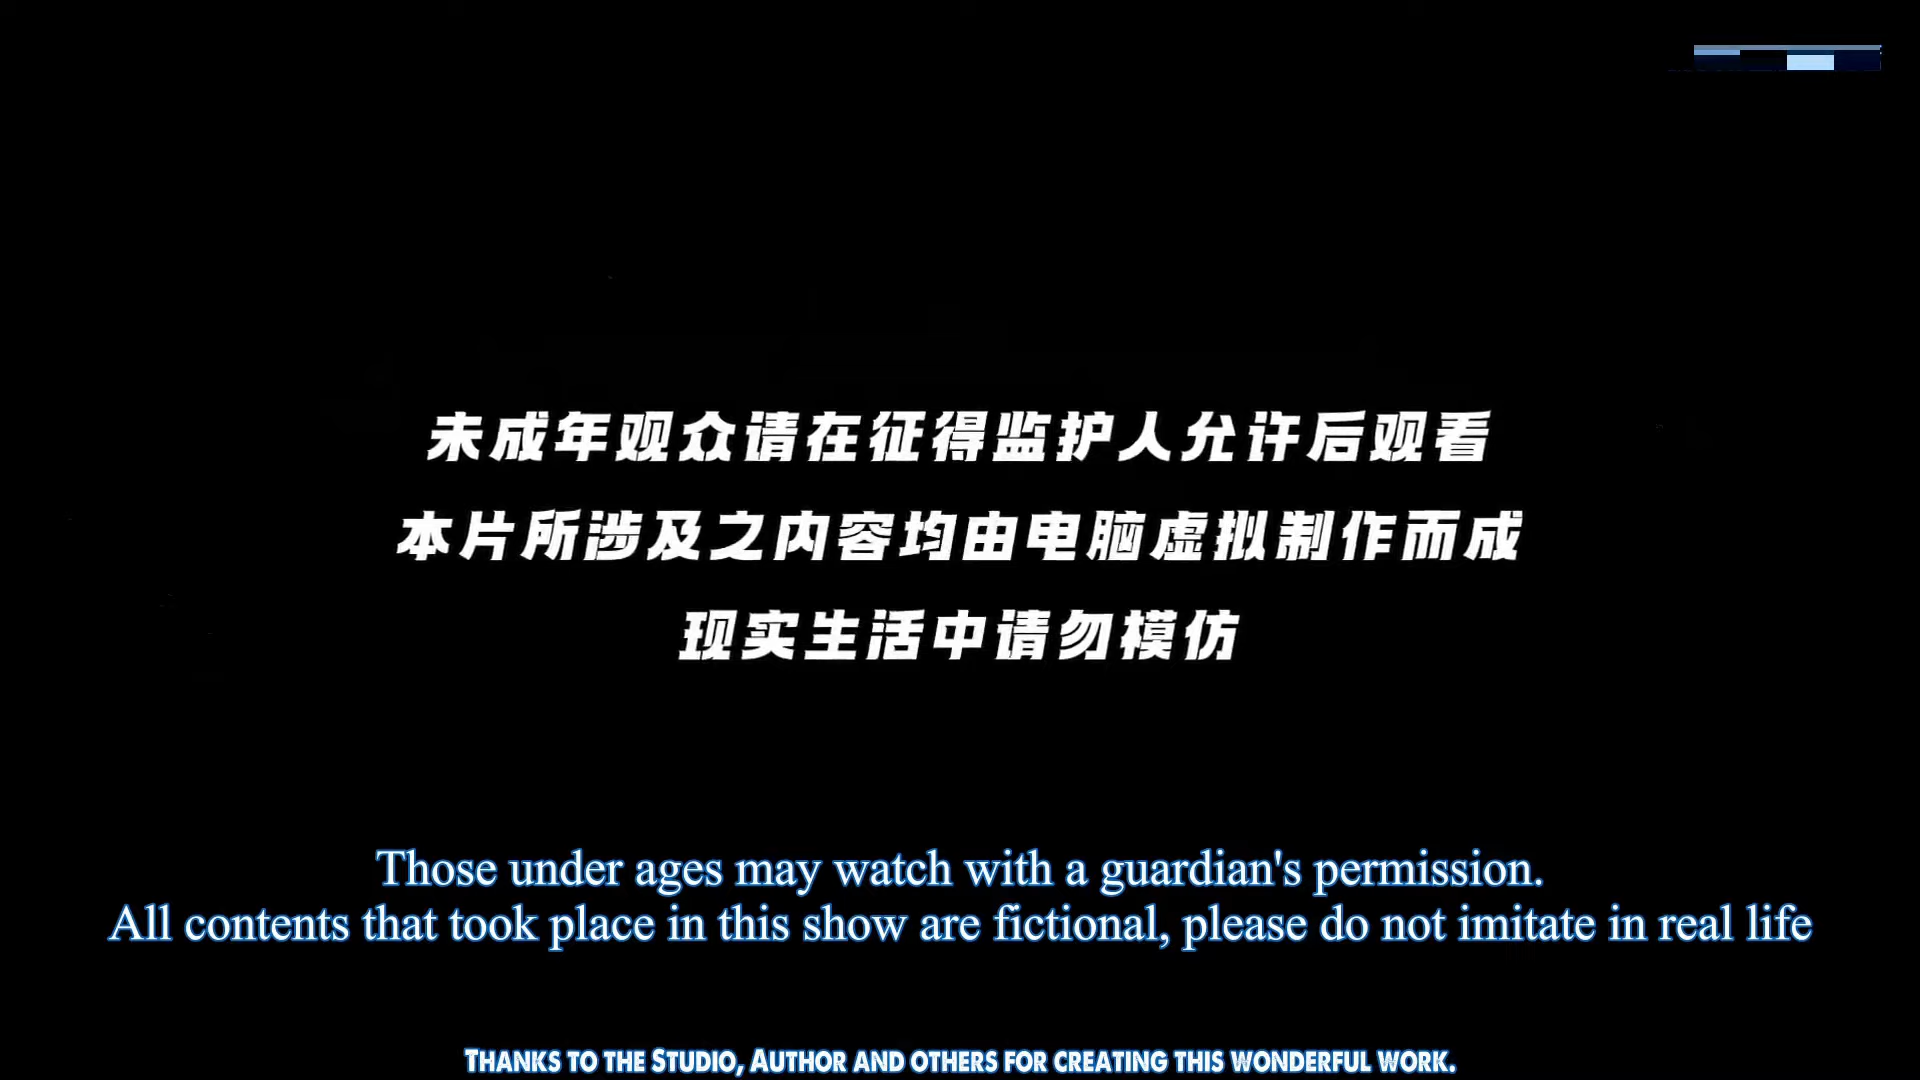 未成年观众请在征得监护人允许后观看
本片所涉及之内容均由电脑虚拟制作而成
现实生活中请勿模仿
Those under ages may watch with a guardian's permission.
All contents that took place in this show are fictional, please do not imitate in real life
Thanks to the Studio, Author and others for creating this wonderful work.